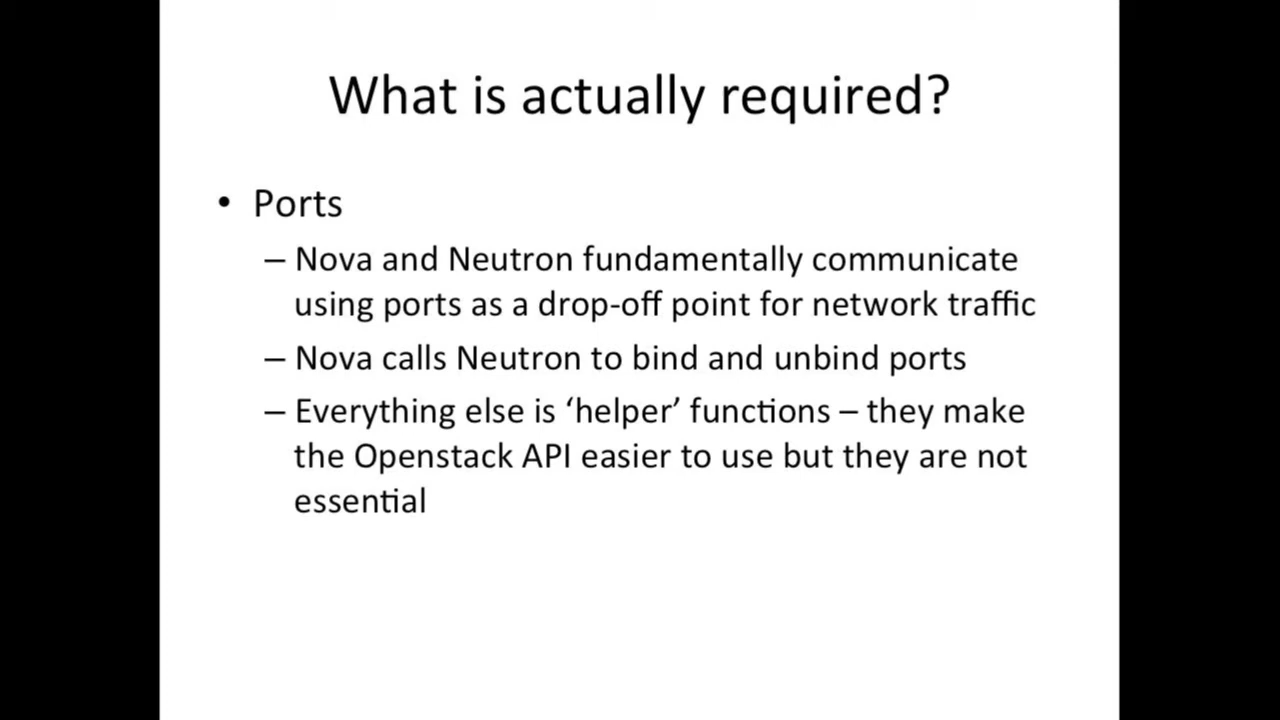 What is actually required?
• Ports
– Nova and Neutron fundamentally communicate
using ports as a drop-off point for network traffic
– Nova calls Neutron to bind and unbind ports
– Everything else is ‘helper’ functions – they make
the Openstack API easier to use but they are not
essential